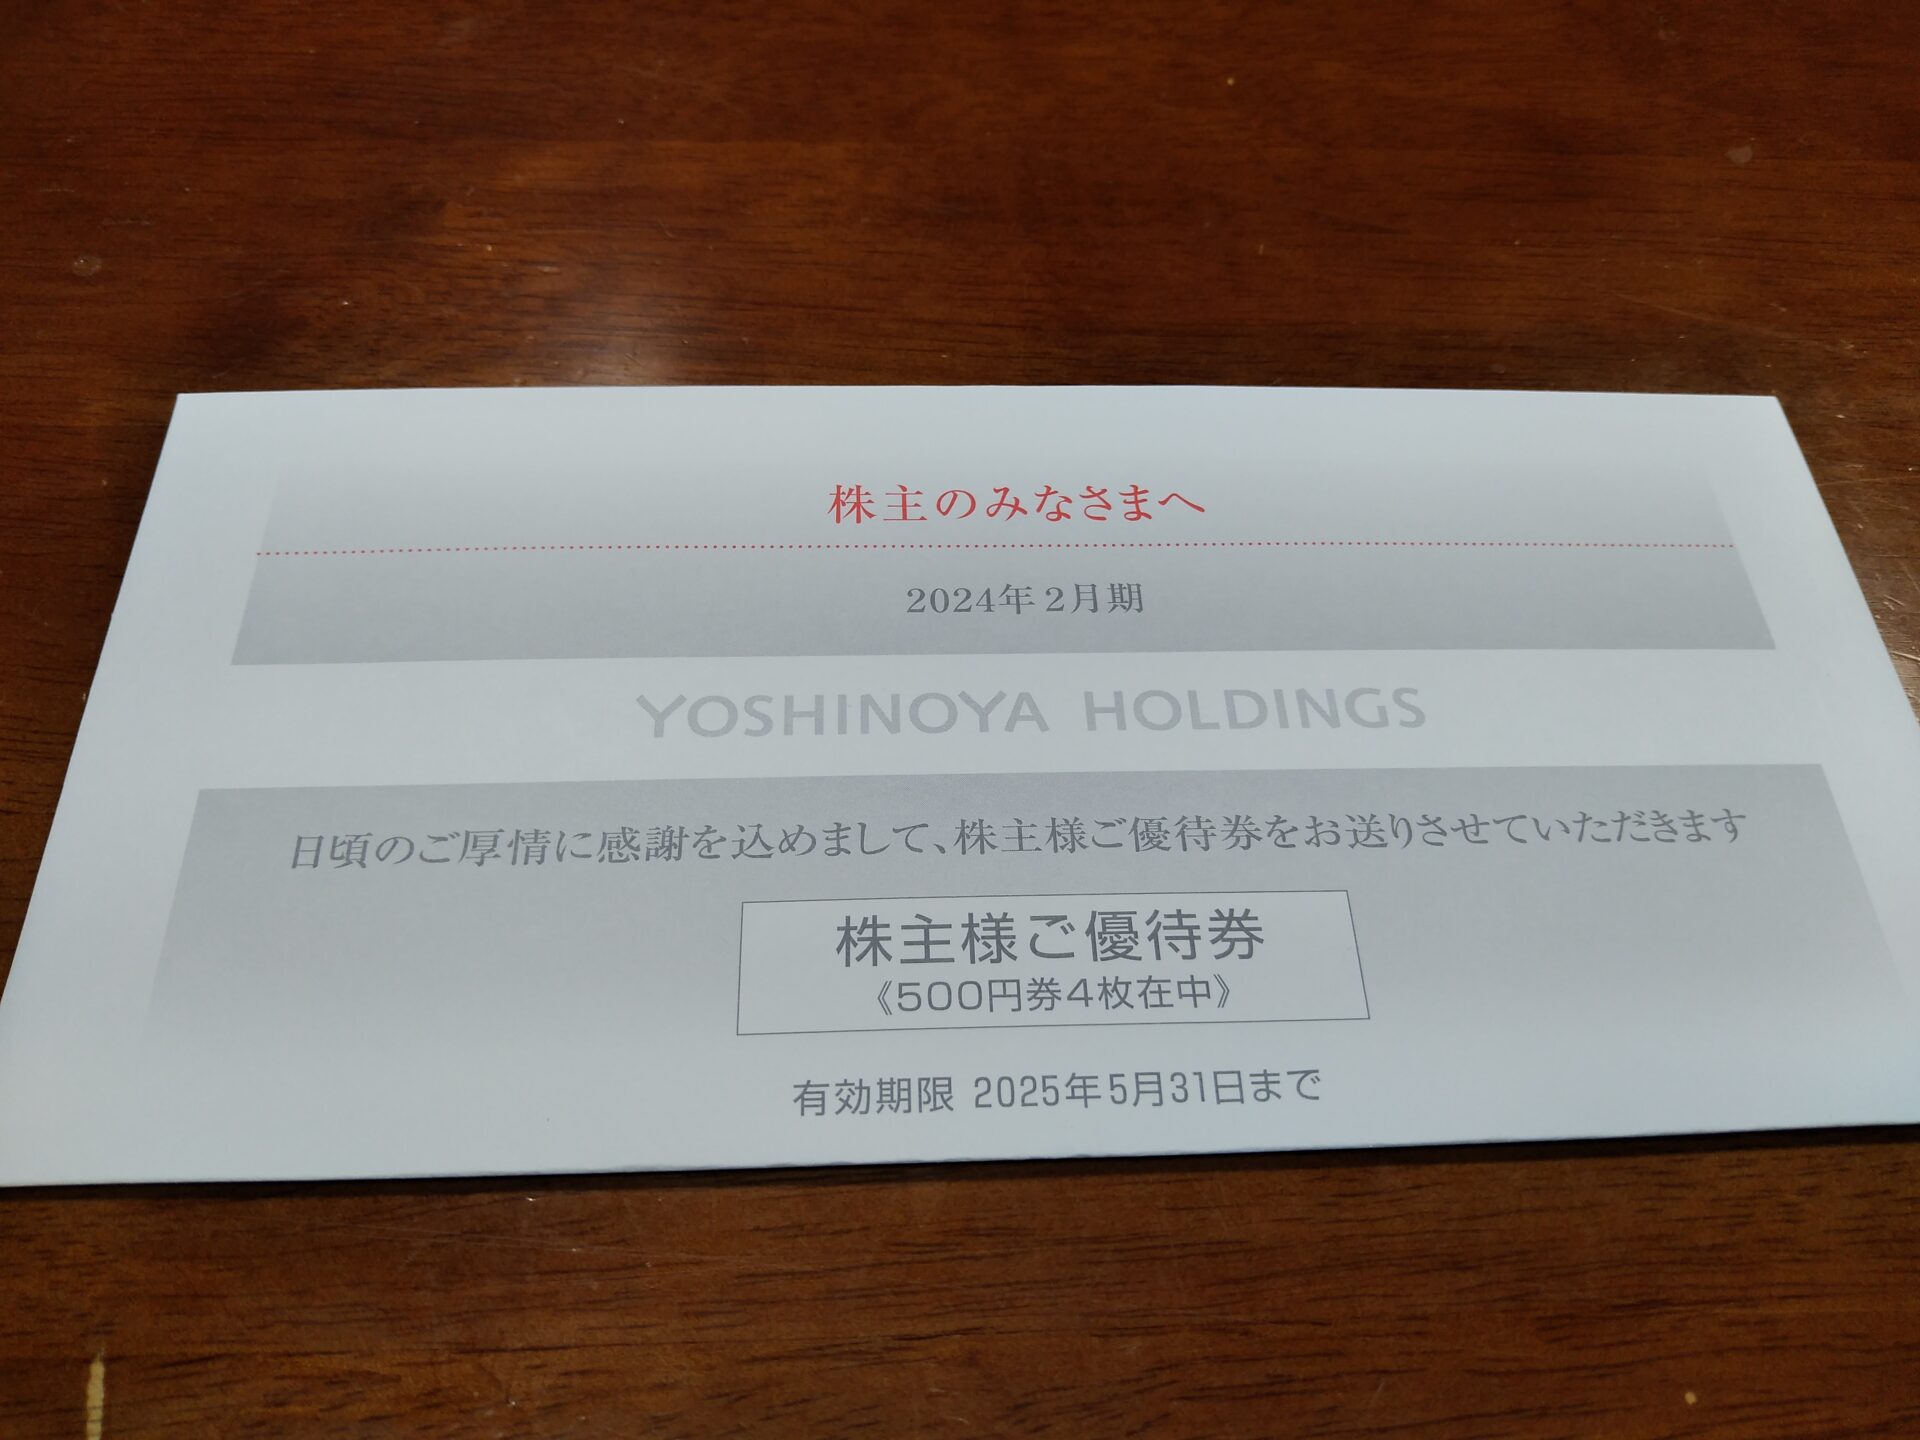 株主のみなさまへ
2024年2月期
YOSHINOYA HOLDINGS
日頃のご厚情に感謝を込めまして、株主様ご優待券をお送りさせていただきます
株主様ご優待券
《500円券4枚在中》
有効期限 2025年5月31日まで